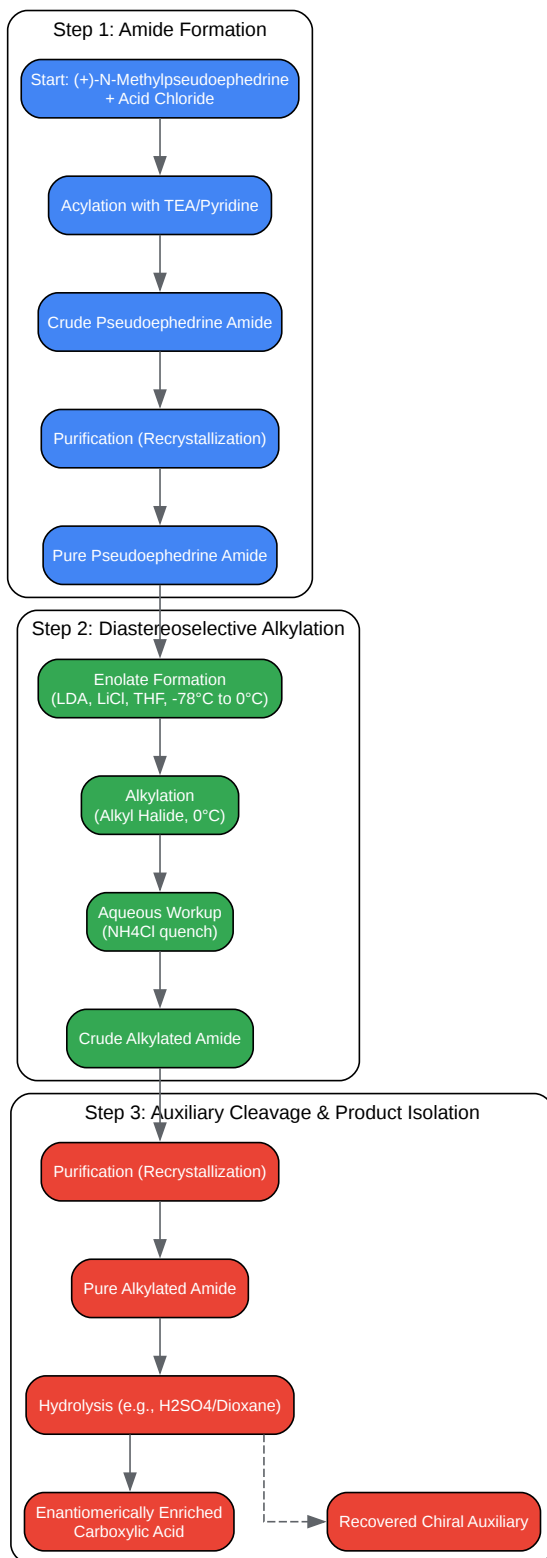 Step 1: Amide Formation
Start: (+)-N-Methylpseudoephedrine
+ Acid Chloride
Acylation with TEA/Pyridine
Crude Pseudoephedrine Amide
Purification (Recrystallization)
Pure Pseudoephedrine Amide
Step 2: Diastereoselective Alkylation
Enolate Formation
(LDA, LiCl, THF, -78°C to 0°C)
Alkylation
(Alkyl Halide, 0°C)
Aqueous Workup
(NH4Cl quench)
Crude Alkylated Amide
Step 3: Auxiliary Cleavage & Product Isolation
Purification (Recrystallization)
Pure Alkylated Amide
Hydrolysis (e.g., H2SO4/Dioxane)
Enantiomerically Enriched
Carboxylic Acid
Recovered Chiral Auxiliary